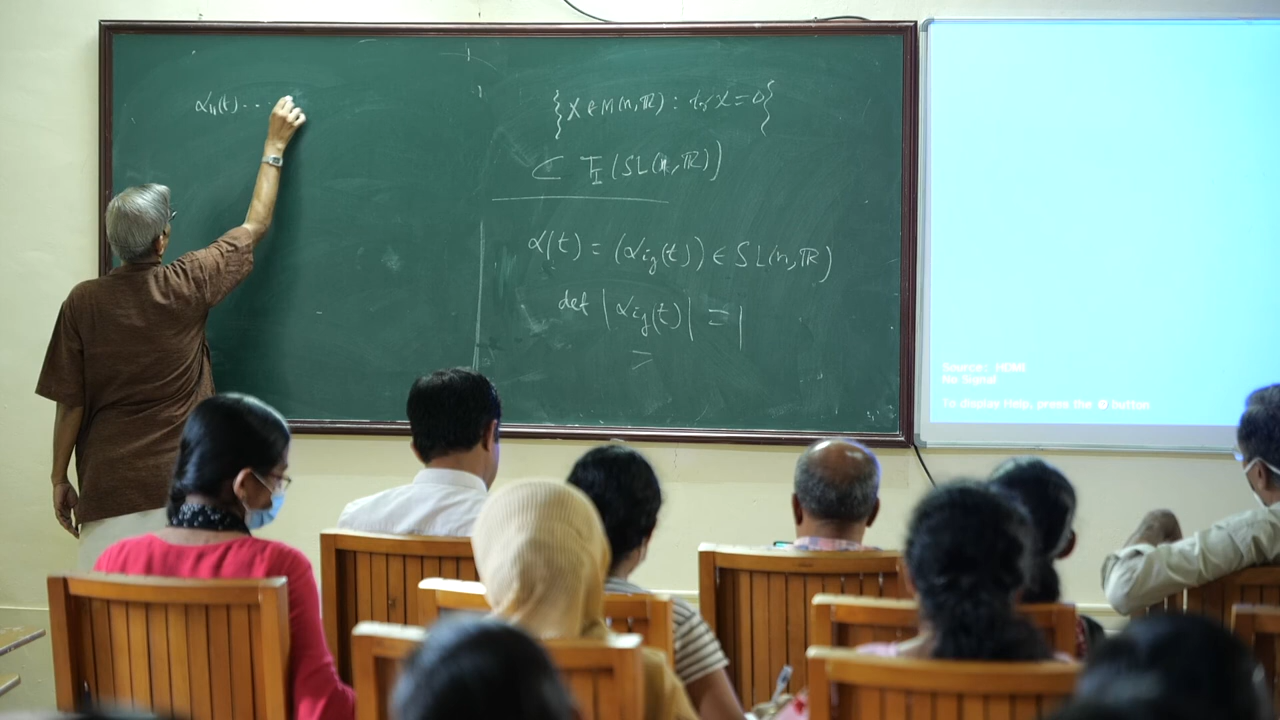 α₁₁(t) - - -
{X ∈ M(n, ℝ) : tr X = 0}
⊂ T_I (SL(n, ℝ))
α(t) = (α_ij(t)) ∈ SL(n, ℝ)
det |α_ij(t)| = 1
=
Source: HDMI
No Signal
To display Help, press the ? button